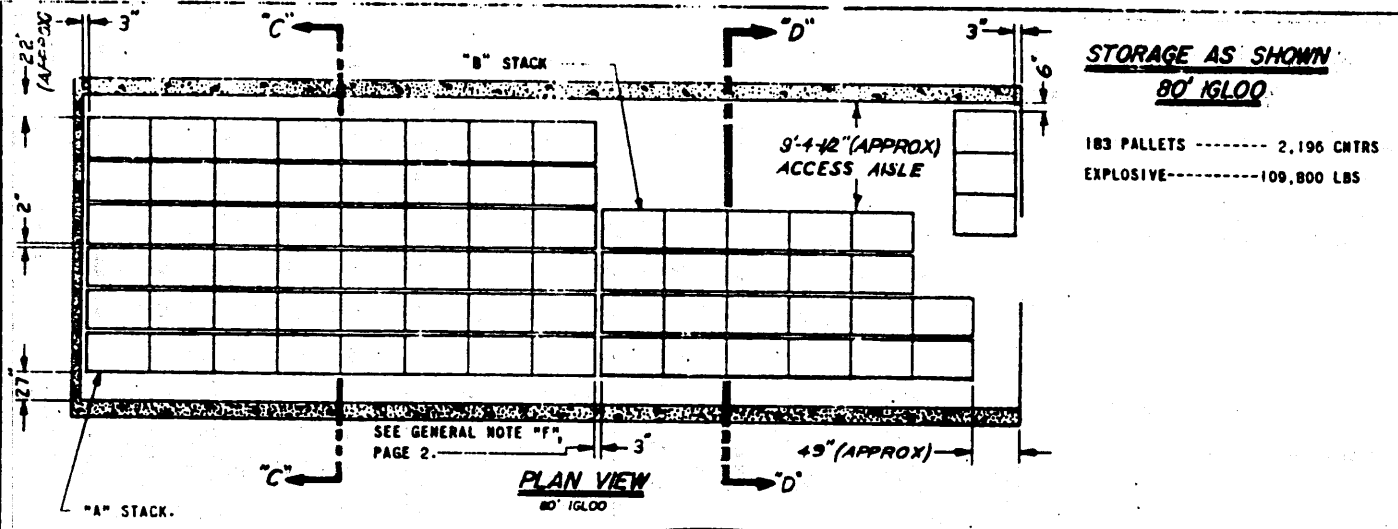 3"
"C"
"D"
3"
22" (APPROX)
"B" STACK
6"
STORAGE AS SHOWN
80' IGLOO
9'-4-1/2" (APPROX)
ACCESS AISLE
183 PALLETS -------- 2,196 CNTRS
EXPLOSIVE----------109,800 LBS
2"
27"
SEE GENERAL NOTE "F",
PAGE 2.
3"
49" (APPROX)
"C"
PLAN VIEW
80' IGLOO
"D"
"A" STACK.